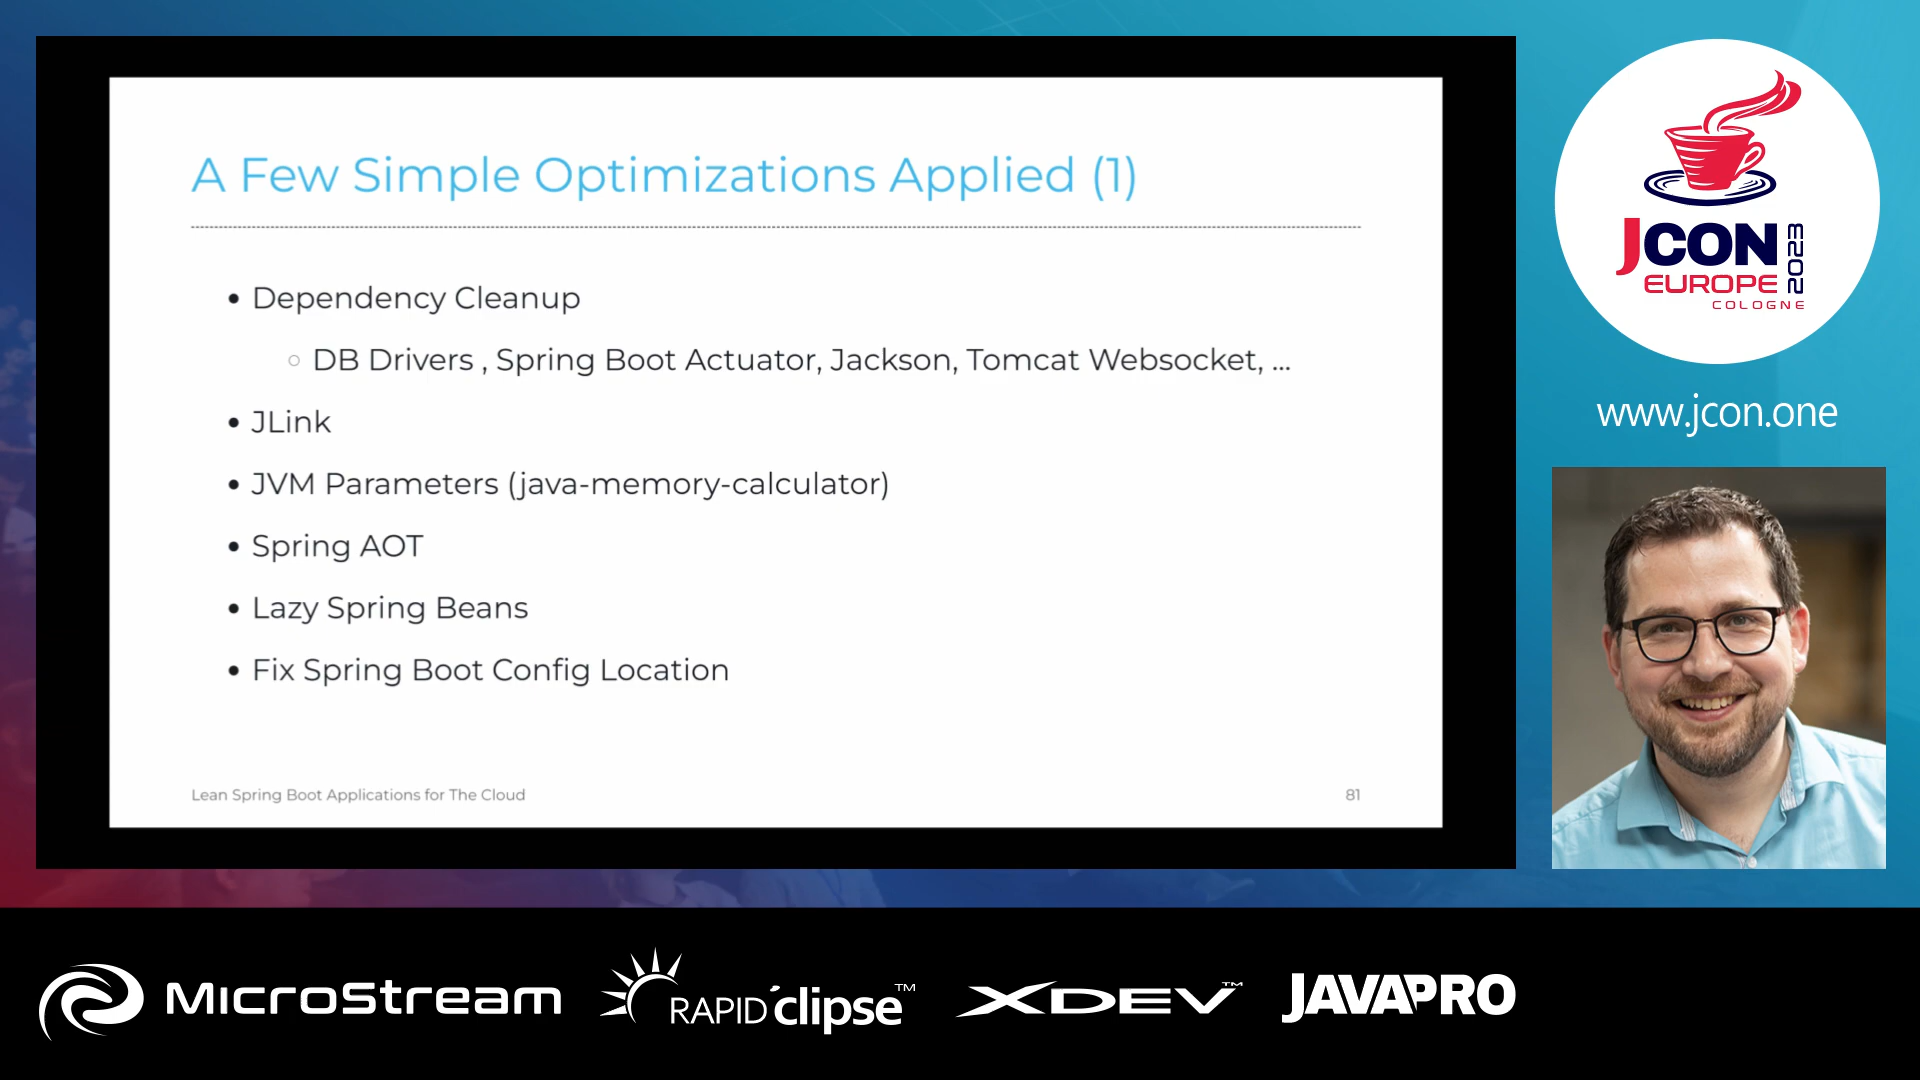 A Few Simple Optimizations Applied (1)
• Dependency Cleanup
○ DB Drivers , Spring Boot Actuator, Jackson, Tomcat Websocket, ...
• JLink
• JVM Parameters (java-memory-calculator)
• Spring AOT
• Lazy Spring Beans
• Fix Spring Boot Config Location
Lean Spring Boot Applications for The Cloud
81
JCON
EUROPE
2023
COLOGNE
www.jcon.one
MicroStream
RAPID clipse™
XDEV™
JAVAPRO